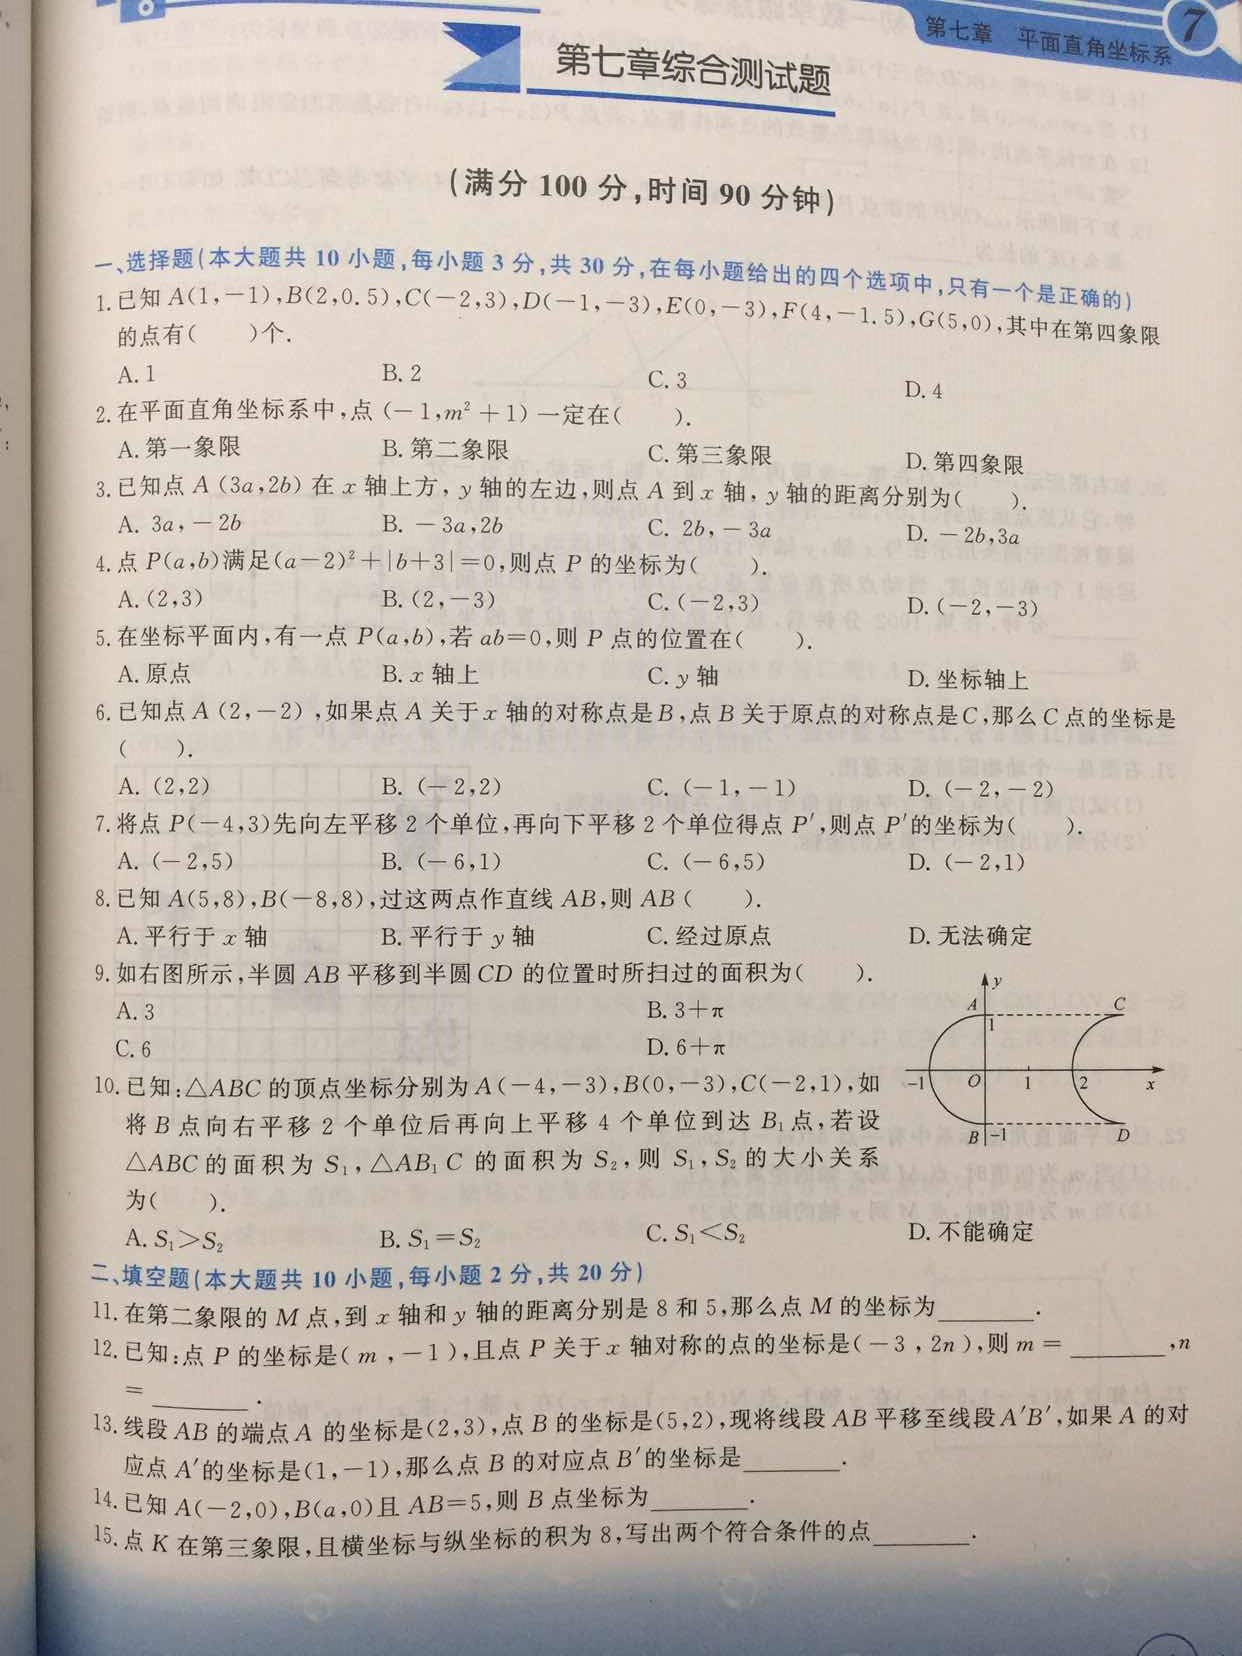 第七章 平面直角坐标系 7
第七章综合测试题
(满分 100 分,时间 90 分钟)
一、选择题(本大题共 10 小题,每小题 3 分,共 30 分,在每小题给出的四个选项中,只有一个是正确的)
1.已知 A(1,-1),B(2,0.5),C(-2,3),D(-1,-3),E(0,-3),F(4,-1.5),G(5,0),其中在第四象限
的点有( )个.
A.1 B.2 C.3 D.4
2.在平面直角坐标系中,点 (-1,m²+1) 一定在( ).
A.第一象限 B.第二象限 C.第三象限 D.第四象限
3.已知点 A (3a,2b) 在 x 轴上方, y 轴的左边,则点 A 到 x 轴, y 轴的距离分别为( ).
A. 3a,-2b B. -3a,2b C. 2b,-3a D. -2b,3a
4.点 P(a,b)满足(a-2)²+|b+3|=0,则点 P 的坐标为( ).
A.(2,3) B.(2,-3) C.(-2,3) D.(-2,-3)
5.在坐标平面内,有一点 P(a,b),若 ab=0,则 P 点的位置在( ).
A.原点 B.x 轴上 C.y 轴 D.坐标轴上
6.已知点 A (2,-2) ,如果点 A 关于 x 轴的对称点是 B,点 B 关于原点的对称点是 C,那么 C 点的坐标是
( ).
A. (2,2) B. (-2,2) C. (-1,-1) D. (-2,-2)
7.将点 P(-4,3)先向左平移 2 个单位,再向下平移 2 个单位得点 P′,则点 P′的坐标为( ).
A. (-2,5) B. (-6,1) C. (-6,5) D. (-2,1)
8.已知 A(5,8),B(-8,8),过这两点作直线 AB,则 AB ( ).
A.平行于 x 轴 B.平行于 y 轴 C.经过原点 D.无法确定
9.如右图所示,半圆 AB 平移到半圆 CD 的位置时所扫过的面积为( ).
A.3 B.3+π
C.6 D.6+π
y
A C
1
-1 O 1 2 x
B -1 D
10.已知:△ABC 的顶点坐标分别为 A(-4,-3),B(0,-3),C(-2,1),如
将 B 点向右平移 2 个单位后再向上平移 4 个单位到达 B₁ 点,若设
△ABC 的面积为 S₁,△AB₁C 的面积为 S₂,则 S₁,S₂ 的大小关系
为( ).
A.S₁>S₂ B.S₁=S₂ C.S₁<S₂ D.不能确定
二、填空题(本大题共 10 小题,每小题 2 分,共 20 分)
11.在第二象限的 M 点,到 x 轴和 y 轴的距离分别是 8 和 5,那么点 M 的坐标为________.
12.已知:点 P 的坐标是( m ,-1),且点 P 关于 x 轴对称的点的坐标是(-3 , 2n ),则 m = ________,n
=________.
13.线段 AB 的端点 A 的坐标是(2,3),点 B 的坐标是(5,2),现将线段 AB 平移至线段 A′B′,如果 A 的对
应点 A′的坐标是(1,-1),那么点 B 的对应点 B′的坐标是________.
14.已知 A(-2,0),B(a,0)且 AB=5,则 B 点坐标为________.
15.点 K 在第三象限,且横坐标与纵坐标的积为 8,写出两个符合条件的点________.